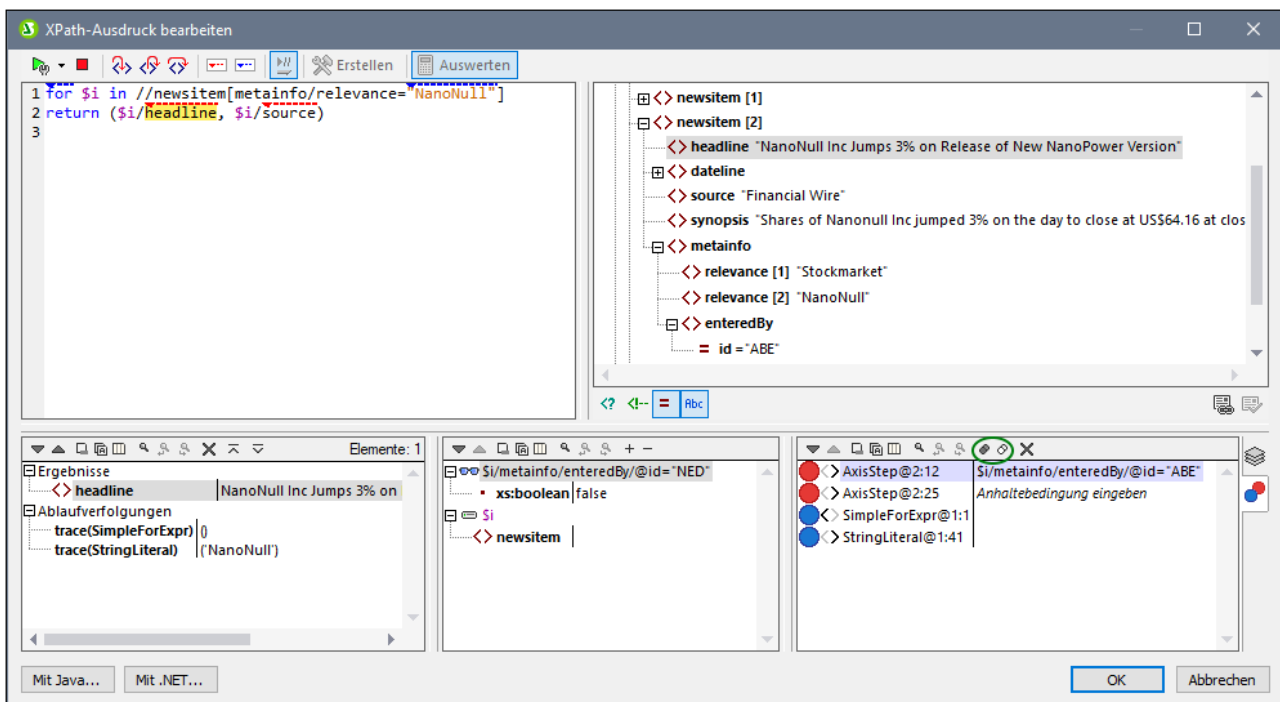 XPath-Ausdruck bearbeiten
Erstellen
Auswerten
1 for $i in //newsitem[metainfo/relevance="NanoNull"]
2 return ($i/headline, $i/source)
3
newsitem [1]
newsitem [2]
headline "NanoNull Inc Jumps 3% on Release of New NanoPower Version"
dateline
source "Financial Wire"
synopsis "Shares of Nanonull Inc jumped 3% on the day to close at US$64.16 at clos
metainfo
relevance [1] "Stockmarket"
relevance [2] "NanoNull"
enteredBy
= id ="ABE"
<? <!-- = Abc
Elemente: 1
Ergebnisse
headline NanoNull Inc Jumps 3% on
Ablaufverfolgungen
trace(SimpleForExpr) ()
trace(StringLiteral) ('NanoNull')
$i/metainfo/enteredBy/@id="NED"
xs:boolean false
$i
newsitem
AxisStep@2:12 $i/metainfo/enteredBy/@id="ABE"
AxisStep@2:25 Anhaltebedingung eingeben
SimpleForExpr@1:1
StringLiteral@1:41
Mit Java...
Mit .NET...
OK
Abbrechen